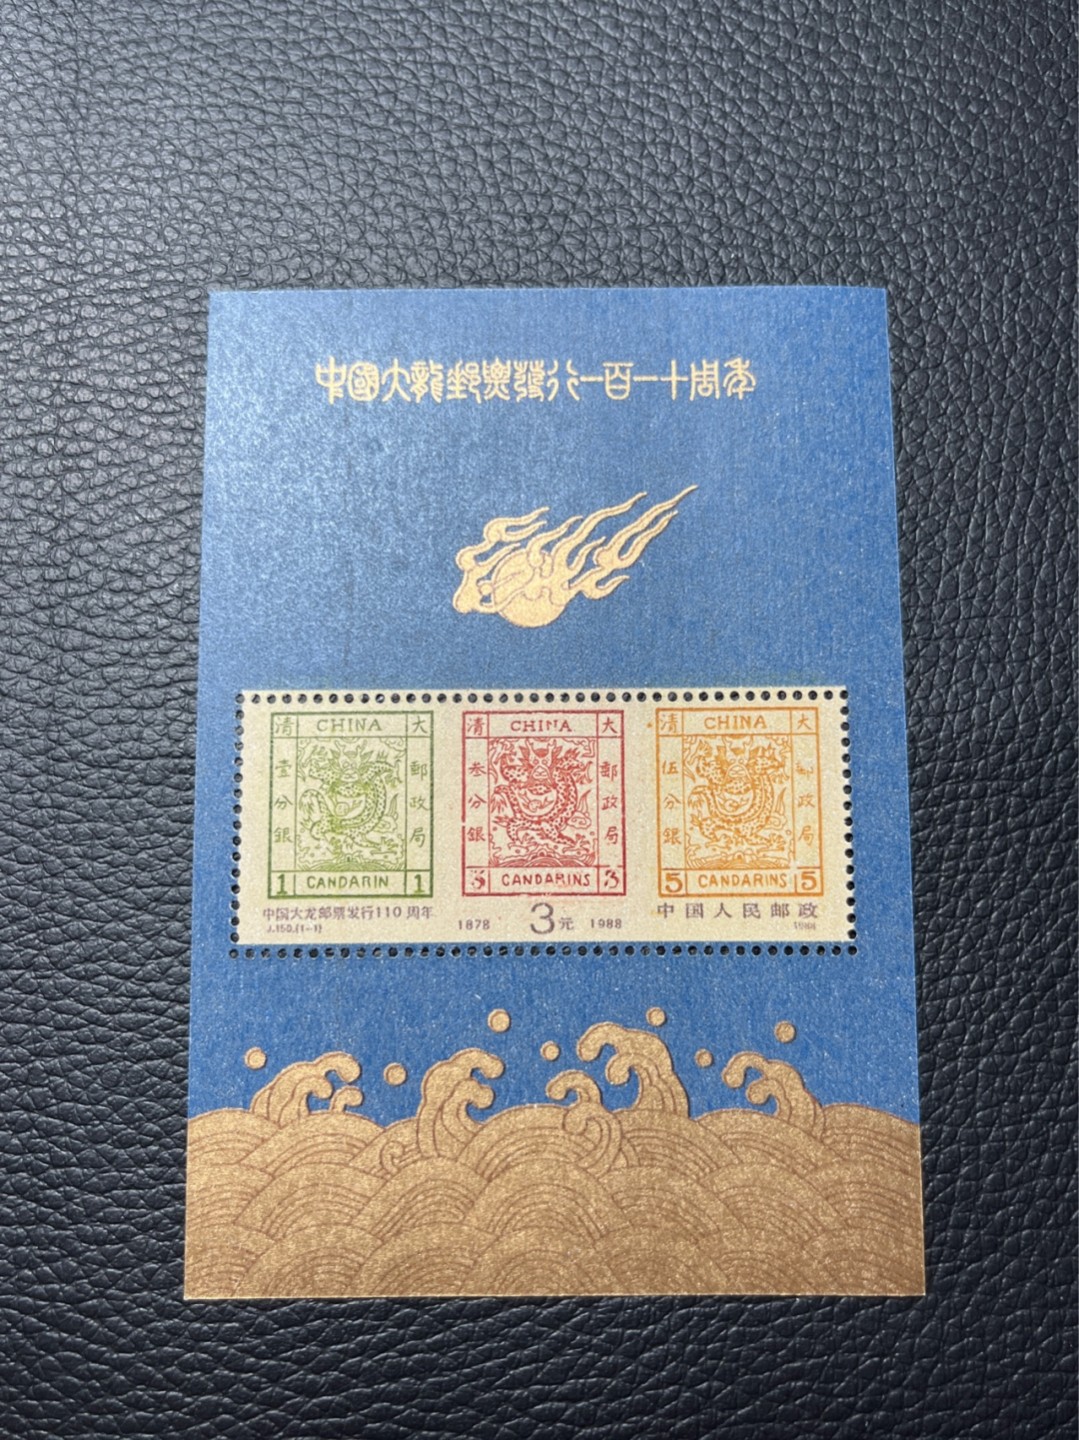 中國大龍郵票發行一百一十周年
清 CHINA 大
壹分銀
郵政局
1 CANDARIN 1
清 CHINA 大
叁分銀
郵政局
3 CANDARINS 3
清 CHINA 大
伍分銀
郵政局
5 CANDARINS 5
中国大龙邮票发行110周年
J.150.(1-1)
1878 3元 1988
中国人民邮政
1988